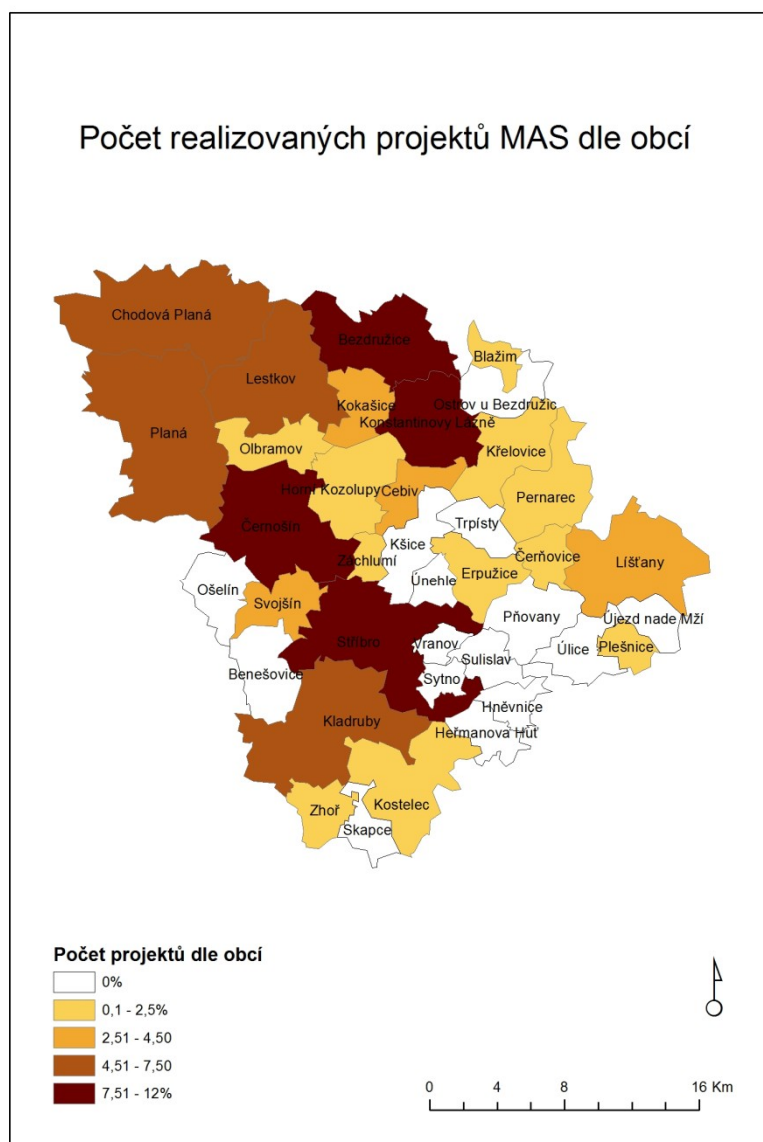 Počet realizovaných projektů MAS dle obcí
Chodová Planá
Bezdružice
Blažim
Lestkov
Kokašice
Ostrov u Bezdružic
Konstantinovy Lázně
Planá
Olbramov
Křelovice
Horní Kozolupy
Cebiv
Pernarec
Černošín
Trpísty
Kšice
Záchlumí
Čerňovice
Líšťany
Erpužice
Únehle
Ošelín
Svojšín
Pňovany
Újezd nade Mží
Stříbro
Vranov
Úlice
Plešnice
Sulislav
Benešovice
Sytno
Hněvnice
Kladruby
Heřmanova Huť
Kostelec
Zhoř
Skapce
Počet projektů dle obcí
0%
0,1 - 2,5%
2,51 - 4,50
4,51 - 7,50
7,51 - 12%
0 4 8 16 Km